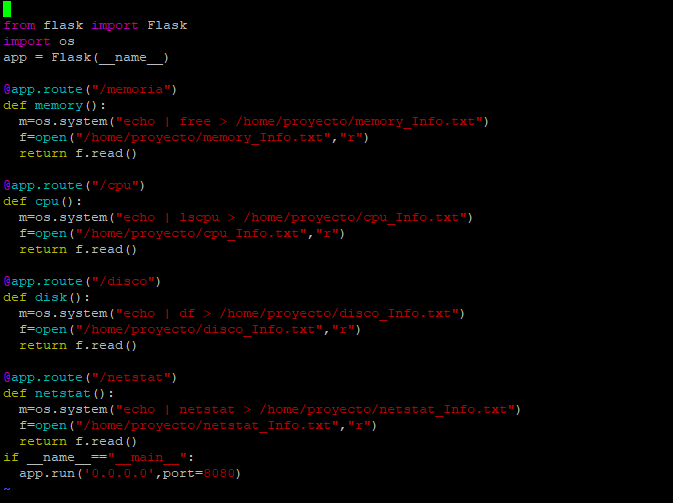 from flask import Flask
import os
app = Flask(__name__)

@app.route("/memoria")
def memory():
  m=os.system("echo | free > /home/proyecto/memory_Info.txt")
  f=open("/home/proyecto/memory_Info.txt","r")
  return f.read()

@app.route("/cpu")
def cpu():
  m=os.system("echo | lscpu > /home/proyecto/cpu_Info.txt")
  f=open("/home/proyecto/cpu_Info.txt","r")
  return f.read()

@app.route("/disco")
def disk():
  m=os.system("echo | df > /home/proyecto/disco_Info.txt")
  f=open("/home/proyecto/disco_Info.txt","r")
  return f.read()

@app.route("/netstat")
def netstat():
  m=os.system("echo | netstat > /home/proyecto/netstat_Info.txt")
  f=open("/home/proyecto/netstat_Info.txt","r")
  return f.read()
if __name__=="__main__":
  app.run('0.0.0.0',port=8080)
~